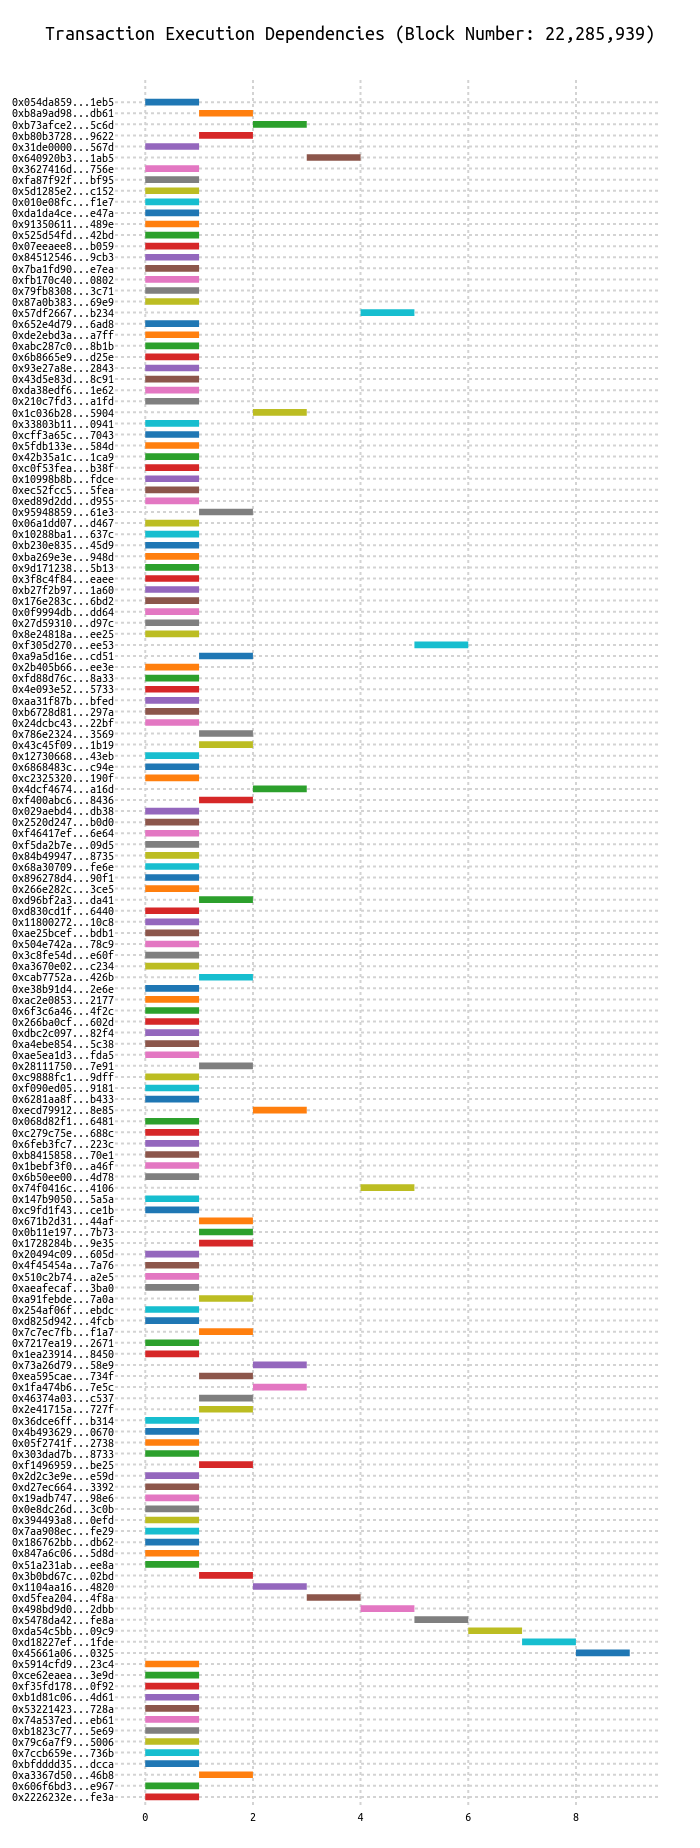 Transaction Execution Dependencies (Block Number: 22,285,939)
0x054da859...1eb5
0xb8a9ad98...db61
0xb73afce2...5c6d
0xb80b3728...9622
0x31de0000...567d
0x640920b3...1ab5
0x3627416d...756e
0xfa87f92f...bf95
0x5d1285e2...c152
0x010e08fc...f1e7
0xda1da4ce...e47a
0x91350611...489e
0x525d54fd...42bd
0x07eeaee8...b059
0x84512546...9cb3
0x7ba1fd90...e7ea
0xfb170c40...0802
0x79fb8308...3c71
0x87a0b383...69e9
0x57df2667...b234
0x652e4d79...6ad8
0xde2ebd3a...a7ff
0xabc287c0...8b1b
0x6b8665e9...d25e
0x93e27a8e...2843
0x43d5e83d...8c91
0xda38edf6...1e62
0x210c7fd3...a1fd
0x1c036b28...5904
0x33803b11...0941
0xcff3a65c...7043
0x5fdb133e...584d
0x42b35a1c...1ca9
0xc0f53fea...b38f
0x10998b8b...fdce
0xec52fcc5...5fea
0xed89d2dd...d955
0x95948859...61e3
0x06a1dd07...d467
0x10288ba1...637c
0xb230e835...45d9
0xba269e3e...948d
0x9d171238...5b13
0x3f8c4f84...eaee
0xb27f2b97...1a60
0x176e283c...6bd2
0x0f9994db...dd64
0x27d59310...d97c
0x8e24818a...ee25
0xf305d270...ee53
0xa9a5d16e...cd51
0x2b405b66...ee3e
0xfd88d76c...8a33
0x4e093e52...5733
0xaa31f87b...bfed
0xb6728d81...297a
0x24dcbc43...22bf
0x786e2324...3569
0x43c45f09...1b19
0x12730668...43eb
0x6868483c...c94e
0xc2325320...190f
0x4dcf4674...a16d
0xf400abc6...8436
0x029aebd4...db38
0x2520d247...b0d0
0xf46417ef...6e64
0xf5da2b7e...09d5
0x84b49947...8735
0x68a30709...fe6e
0x896278d4...90f1
0x266e282c...3ce5
0xd96bf2a3...da41
0xd830cd1f...6440
0x11800272...10c8
0xae25bcef...bdb1
0x504e742a...78c9
0x3c8fe54d...e60f
0xa3670e02...c234
0xcab7752a...426b
0xe38b91d4...2e6e
0xac2e0853...2177
0x6f3c6a46...4f2c
0x266ba0cf...602d
0xdbc2c097...82f4
0xa4ebe854...5c38
0xae5ea1d3...fda5
0x28111750...7e91
0xc9888fc1...9dff
0xf090ed05...9181
0x6281aa8f...b433
0xecd79912...8e85
0x068d82f1...6481
0xc279c75e...688c
0x6feb3fc7...223c
0xb8415858...70e1
0x1bebf3f0...a46f
0x6b50ee00...4d78
0x74f0416c...4106
0x147b9050...5a5a
0xc9fd1f43...ce1b
0x671b2d31...44af
0x0b11e197...7b73
0x1728284b...9e35
0x20494c09...605d
0x4f45454a...7a76
0x510c2b74...a2e5
0xaeafecaf...3ba0
0xa91febde...7a0a
0x254af06f...ebdc
0xd825d942...4fcb
0x7c7ec7fb...f1a7
0x7217ea19...2671
0x1ea23914...8450
0x73a26d79...58e9
0xea595cae...734f
0x1fa474b6...7e5c
0x46374a03...c537
0x2e41715a...727f
0x36dce6ff...b314
0x4b493629...0670
0x05f2741f...2738
0x303dad7b...8733
0xf1496959...be25
0x2d2c3e9e...e59d
0xd27ec664...3392
0x19adb747...98e6
0x0e8dc26d...3c0b
0x394493a8...0efd
0x7aa908ec...fe29
0x186762bb...db62
0x847a6c06...5d8d
0x51a231ab...ee8a
0x3b0bd67c...02bd
0x1104aa16...4820
0xd5fea204...4f8a
0x498bd9d0...2dbb
0x5478da42...fe8a
0xda54c5bb...09c9
0xd18227ef...1fde
0x45661a06...0325
0x5914cfd9...23c4
0xce62eaea...3e9d
0xf35fd178...0f92
0xb1d81c06...4d61
0x53221423...728a
0x74a537ed...eb61
0xb1823c77...5e69
0x79c6a7f9...5006
0x7ccb659e...736b
0xbfdddd35...dcca
0xa3367d50...46b8
0x606f6bd3...e967
0x2226232e...fe3a
0 2 4 6 8